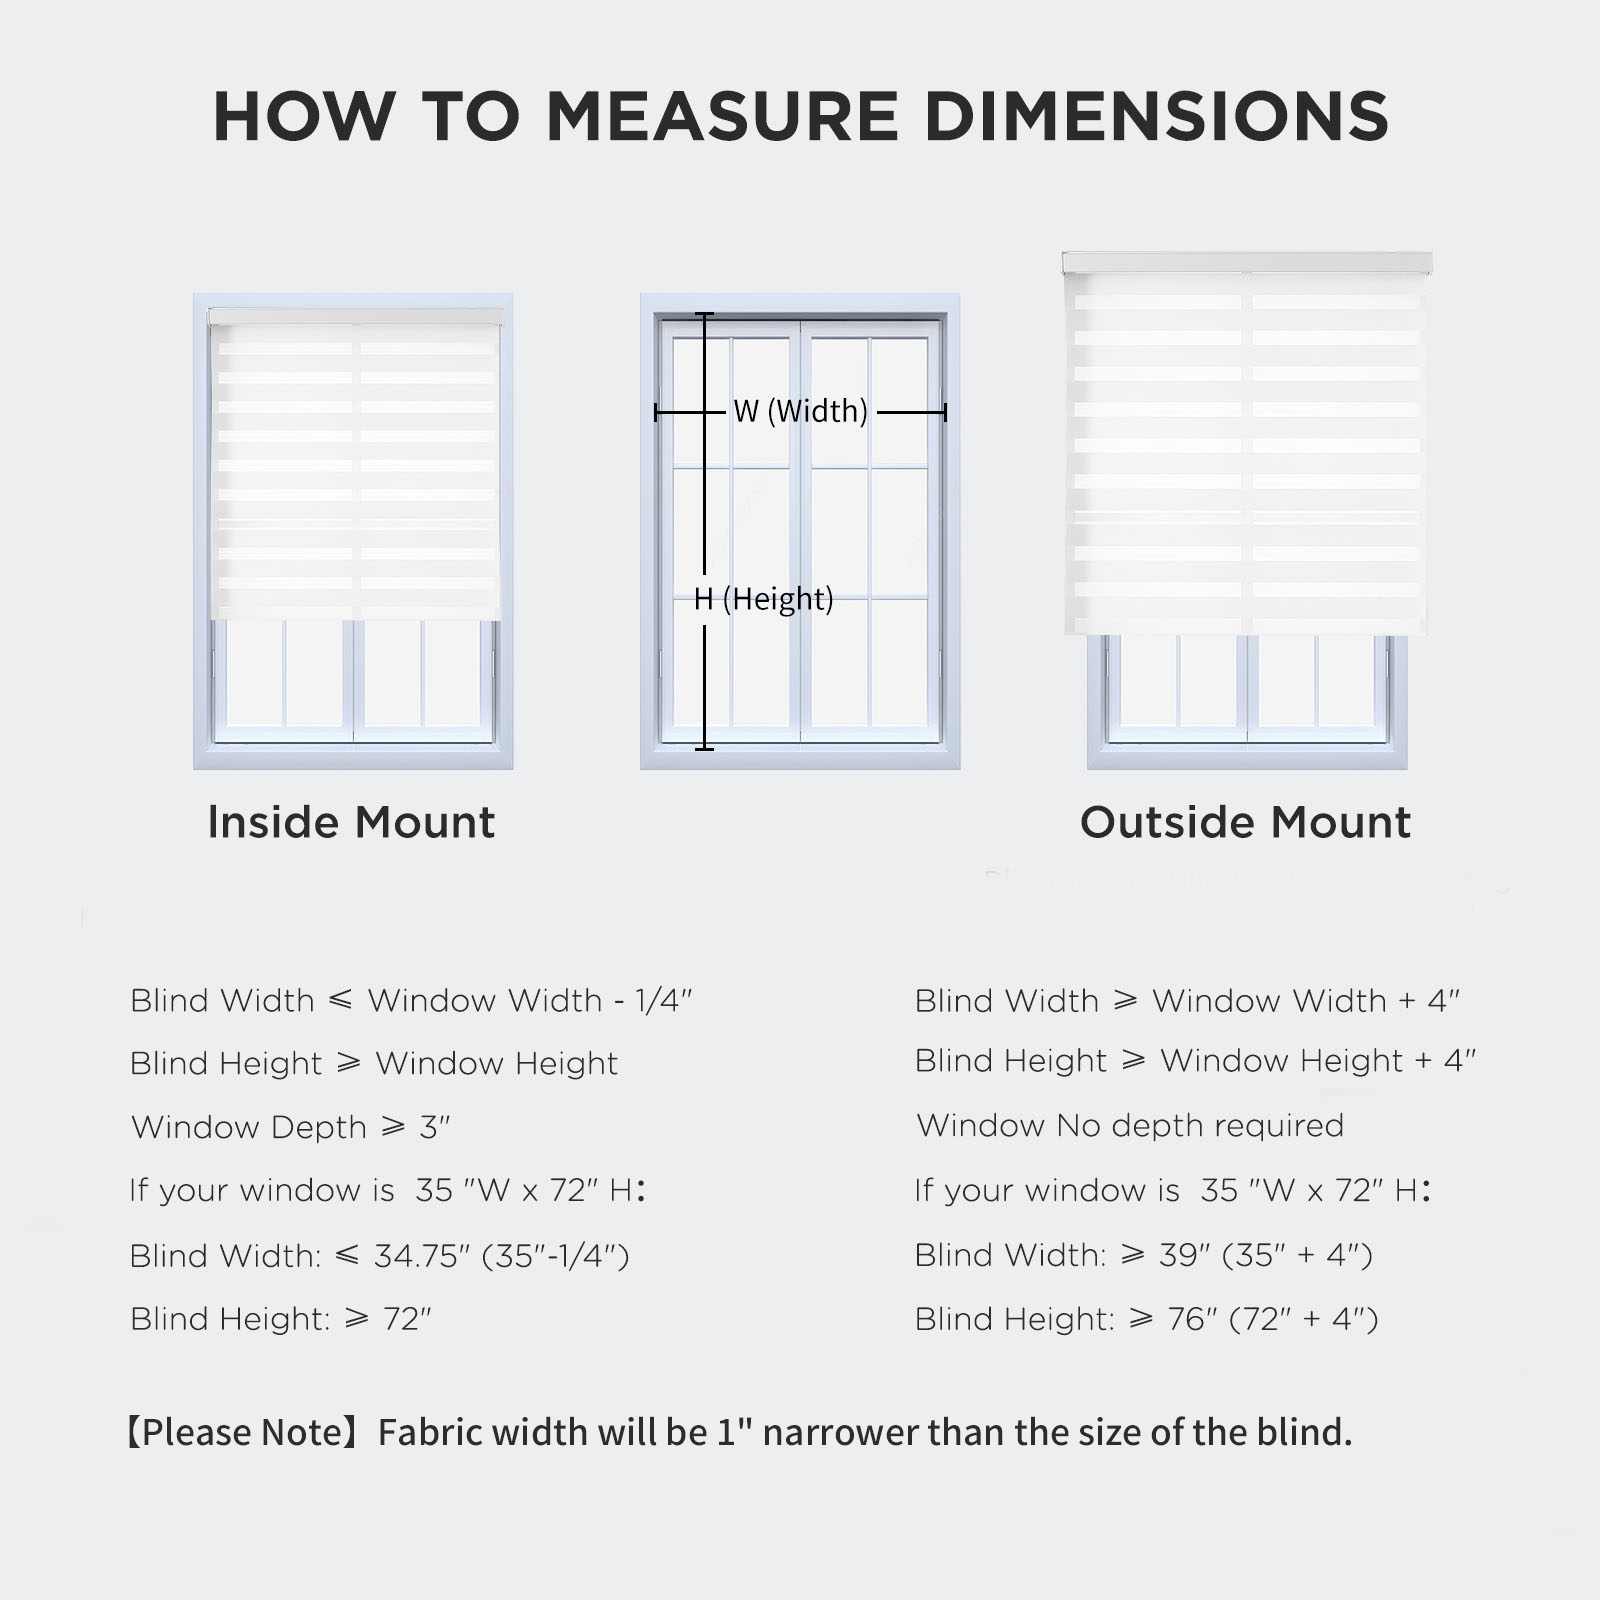 HOW TO MEASURE DIMENSIONS
W (Width)
H (Height)
Inside Mount
Outside Mount
Blind Width ⩽ Window Width - 1/4"
Blind Height ⩾ Window Height
Window Depth ⩾ 3"
If your window is 35 "W x 72" H：
Blind Width: ⩽ 34.75" (35"-1/4")
Blind Height: ⩾ 72"
Blind Width ⩾ Window Width + 4"
Blind Height ⩾ Window Height + 4"
Window No depth required
If your window is 35 "W x 72" H：
Blind Width: ⩾ 39" (35" + 4")
Blind Height: ⩾ 76" (72" + 4")
【Please Note】Fabric width will be 1" narrower than the size of the blind.